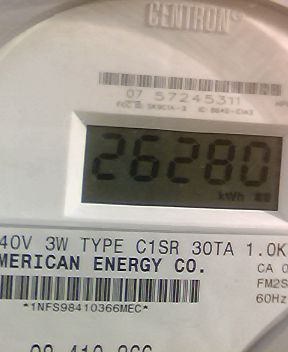 CENTRON®
07 57245311
26280
kWh
40V 3W TYPE C1SR 30TA 1.0K
MERICAN ENERGY CO.
CA 0
FM2S
60Hz
*1NFS98410366MEC*